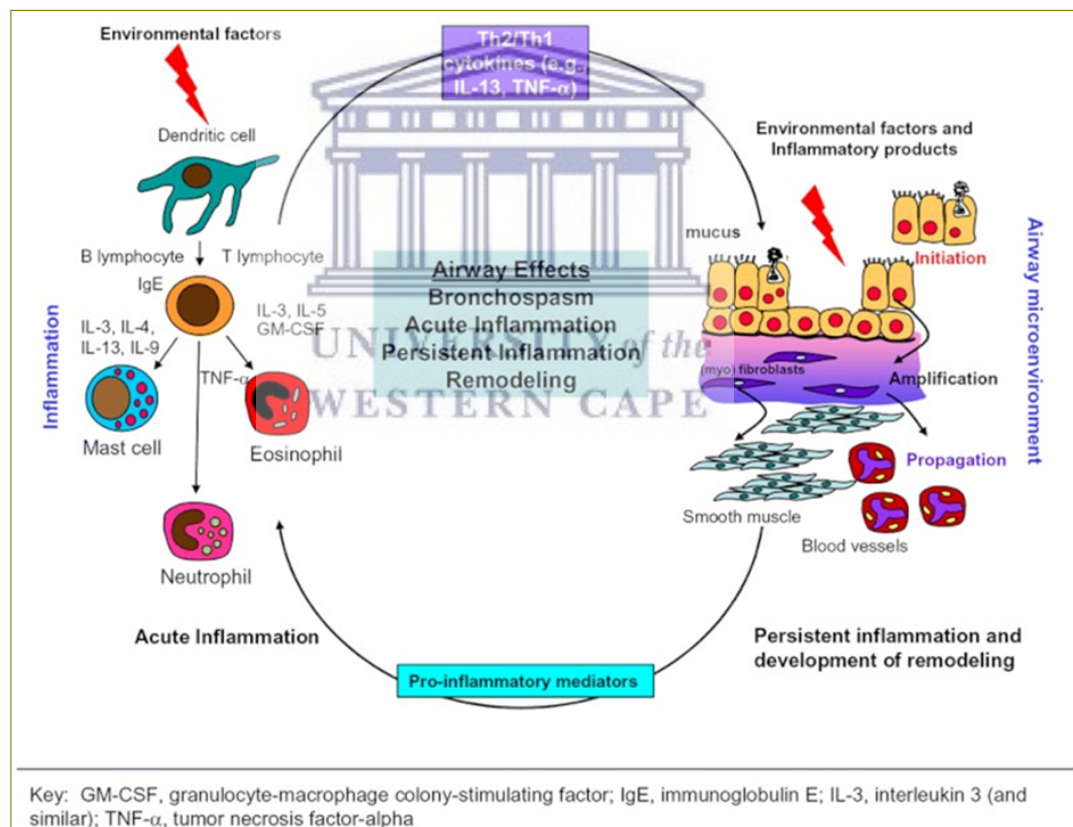 Environmental factors
Th2/Th1
cytokines (e.g.,
IL-13, TNF-α)
Dendritic cell
Environmental factors and
Inflammatory products
mucus
Initiation
Airway microenvironment
B lymphocyte
T lymphocyte
IgE
IL-3, IL-5
GM-CSF
IL-3, IL-4,
IL-13, IL-9
TNF-α
Inflammation
Mast cell
Eosinophil
Airway Effects
Bronchospasm
Acute Inflammation
Persistent Inflammation
Remodeling
UNIVERSITY of the
WESTERN CAPE
(myo) fibroblasts
Amplification
Propagation
Smooth muscle
Blood vessels
Neutrophil
Acute Inflammation
Persistent inflammation and
development of remodeling
Pro-inflammatory mediators
Key: GM-CSF, granulocyte-macrophage colony-stimulating factor; IgE, immunoglobulin E; IL-3, interleukin 3 (and
similar); TNF-α, tumor necrosis factor-alpha